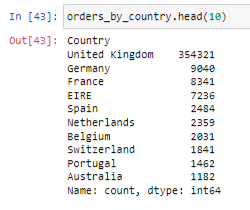 In [43]: orders_by_country.head(10)
Out[43]: Country
United Kingdom    354321
Germany             9040
France              8341
EIRE                7236
Spain               2484
Netherlands         2359
Belgium             2031
Switzerland         1841
Portugal            1462
Australia           1182
Name: count, dtype: int64